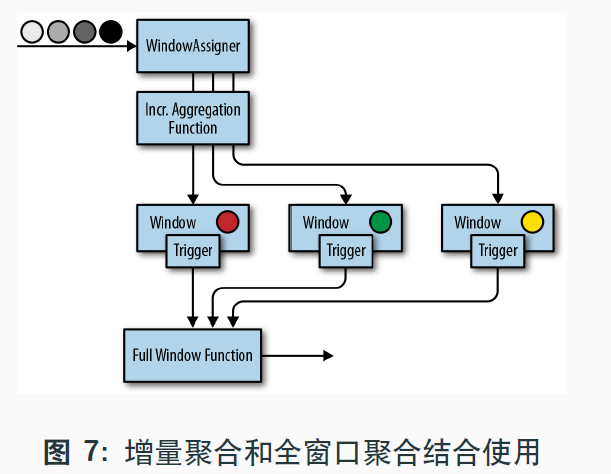 WindowAssigner
Incr. Aggregation
Function
Window
Trigger
Window
Trigger
Window
Trigger
Full Window Function
图 7: 增量聚合和全窗口聚合结合使用